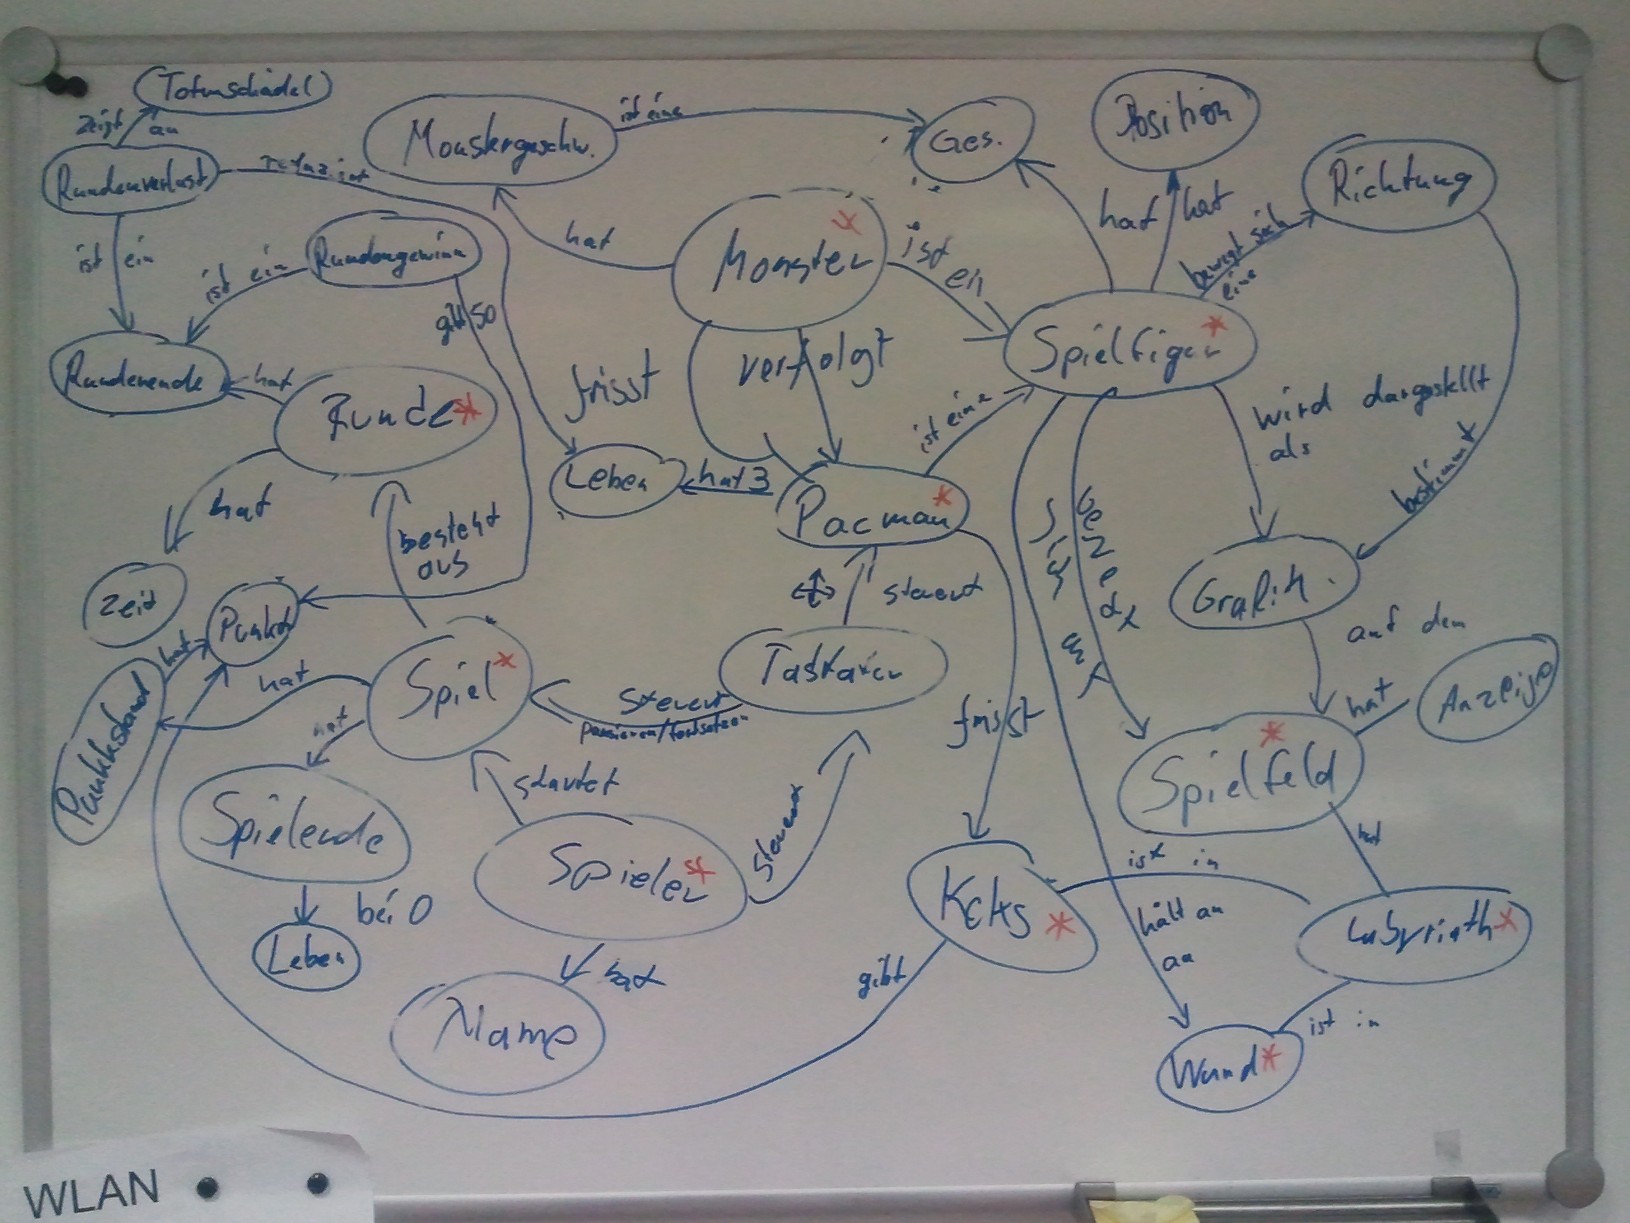 Totenschädel
zeigt an
Rundenverlust
ist ein
Monstergeschw.
ist eine
Ges.
Position
Richtung
hat
hat
bewegt sich
eine
Rundengewinn
ist ein
gibt 50
hat
Monster
ist
ein
Spielfigur
Rundenende
hat
Runde
hat
frisst
verfolgt
ist eine
wird dargestellt
als
bestimmt
Leben
hat 3
Pacman
besteht
aus
Zeit
Punkte
hat
steuert
Grafik
auf dem
Anzeige
hat
Punktstand
hat
Spiel
steuert
pausieren/fortsetzen
Tastatur
frisst
Spielfeld
hat
hat
Spielende
startet
steuert
Spieler
bei 0
Leben
hat
Name
Keks
gibt
ist in
hält an
an
Labyrinth
ist in
Wand
WLAN